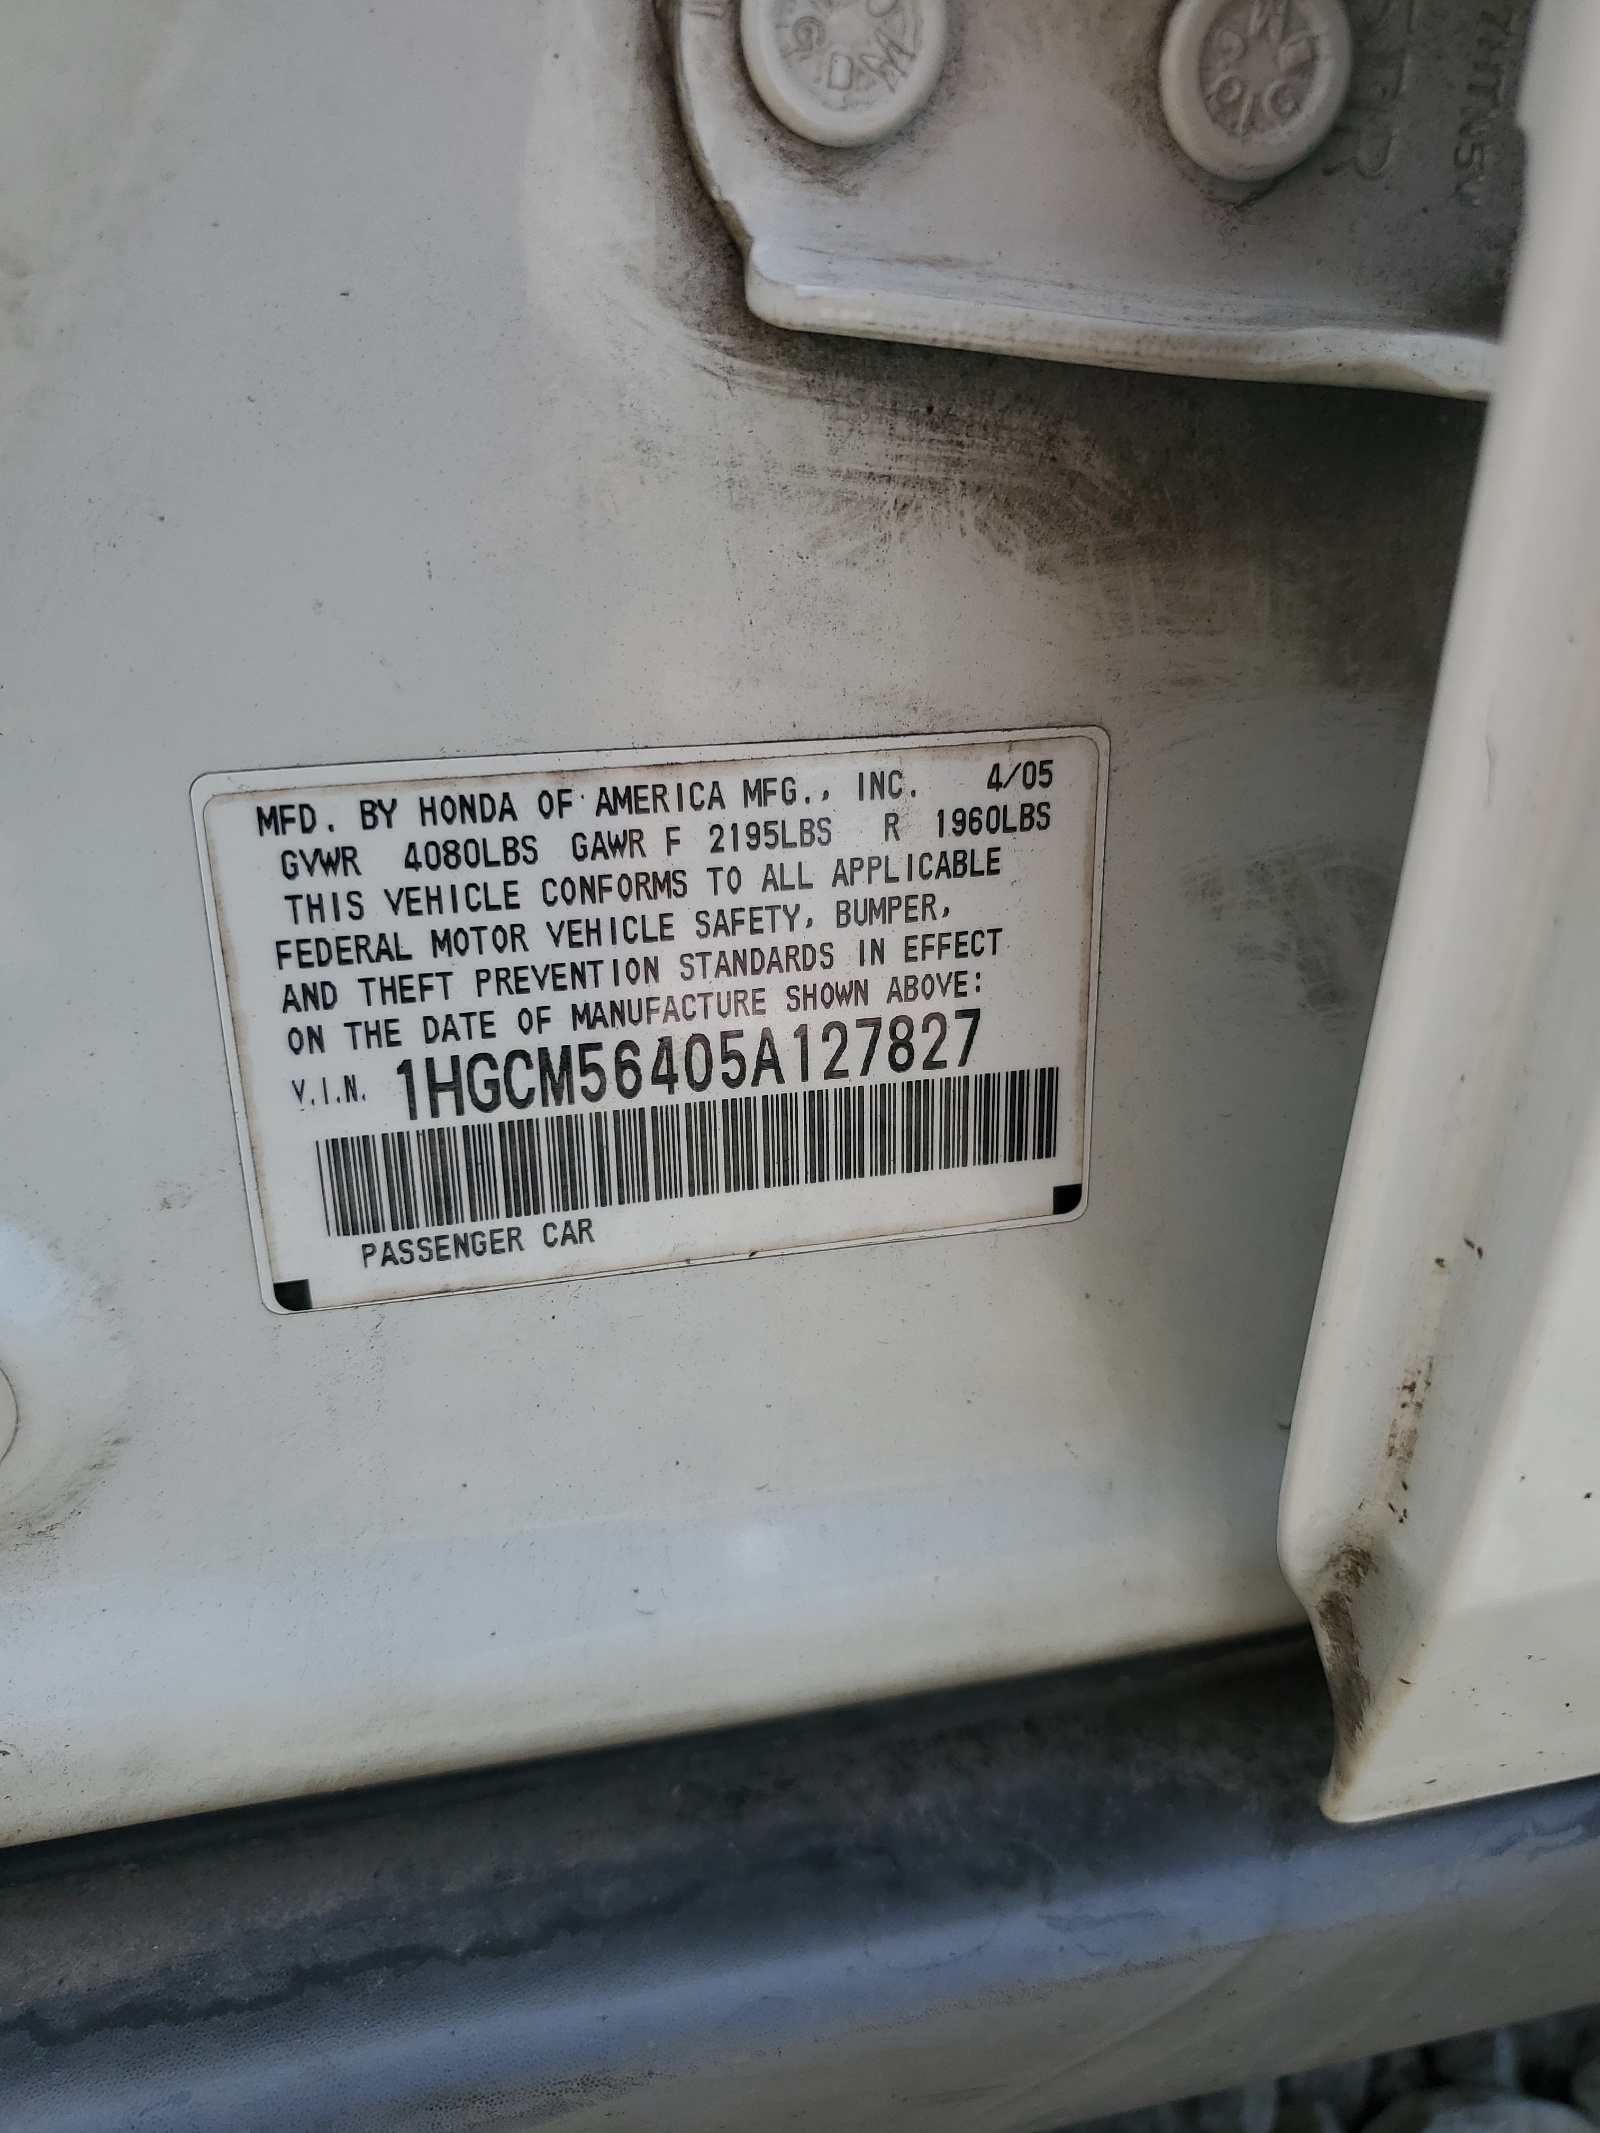 MFD. BY HONDA OF AMERICA MFG., INC. 4/05
GVWR 4080LBS GAWR F 2195LBS R 1960LBS
THIS VEHICLE CONFORMS TO ALL APPLICABLE
FEDERAL MOTOR VEHICLE SAFETY, BUMPER,
AND THEFT PREVENTION STANDARDS IN EFFECT
ON THE DATE OF MANUFACTURE SHOWN ABOVE:
V.I.N. 1HGCM56405A127827
PASSENGER CAR